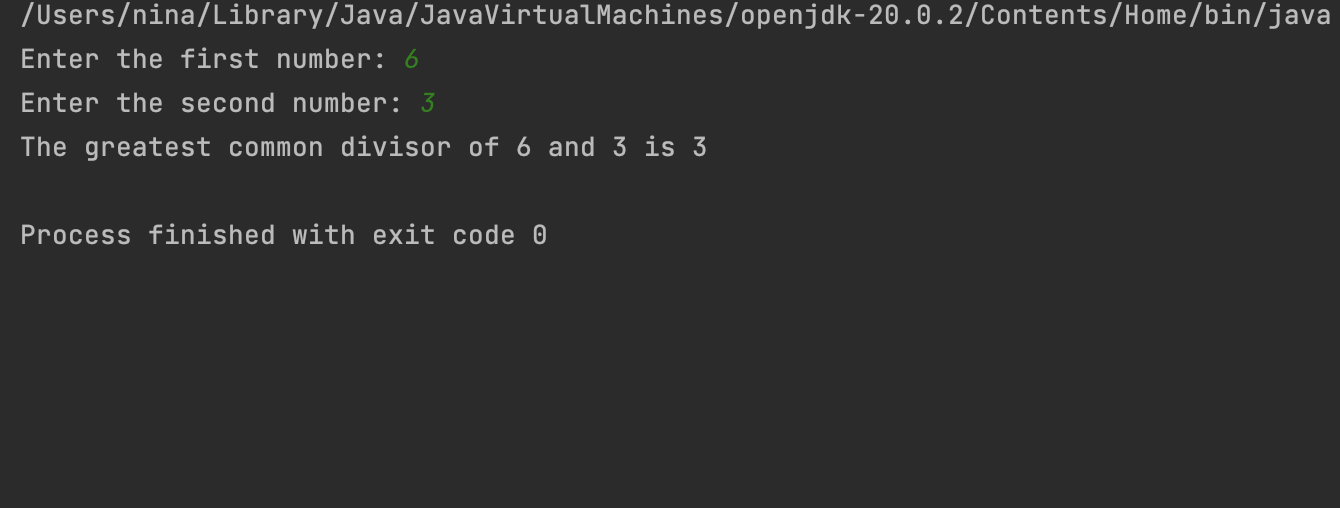 /Users/nina/Library/Java/JavaVirtualMachines/openjdk-20.0.2/Contents/Home/bin/java
Enter the first number: 6
Enter the second number: 3
The greatest common divisor of 6 and 3 is 3
Process finished with exit code 0